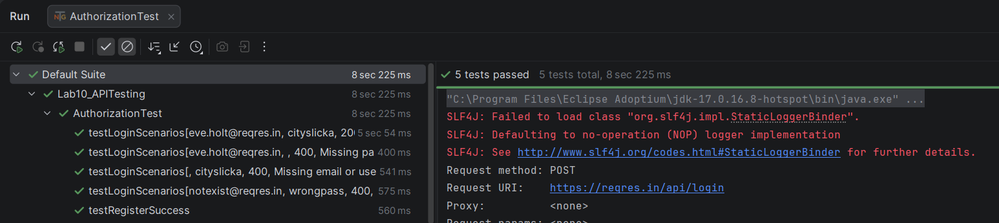 Run
AuthorizationTest
Default Suite 8 sec 225 ms
Lab10_APITesting 8 sec 225 ms
AuthorizationTest 8 sec 225 ms
testLoginScenarios[eve.holt@reqres.in, cityslicka, 20 5 sec 54 ms
testLoginScenarios[eve.holt@reqres.in, , 400, Missing pa 400 ms
testLoginScenarios[, cityslicka, 400, Missing email or use 541 ms
testLoginScenarios[notexist@reqres.in, wrongpass, 400, 575 ms
testRegisterSuccess 560 ms
5 tests passed 5 tests total, 8 sec 225 ms
"C:\Program Files\Eclipse Adoptium\jdk-17.0.16.8-hotspot\bin\java.exe" ...
SLF4J: Failed to load class "org.slf4j.impl.StaticLoggerBinder".
SLF4J: Defaulting to no-operation (NOP) logger implementation
SLF4J: See http://www.slf4j.org/codes.html#StaticLoggerBinder for further details.
Request method: POST
Request URI: https://reqres.in/api/login
Proxy: <none>
Request params: <none>